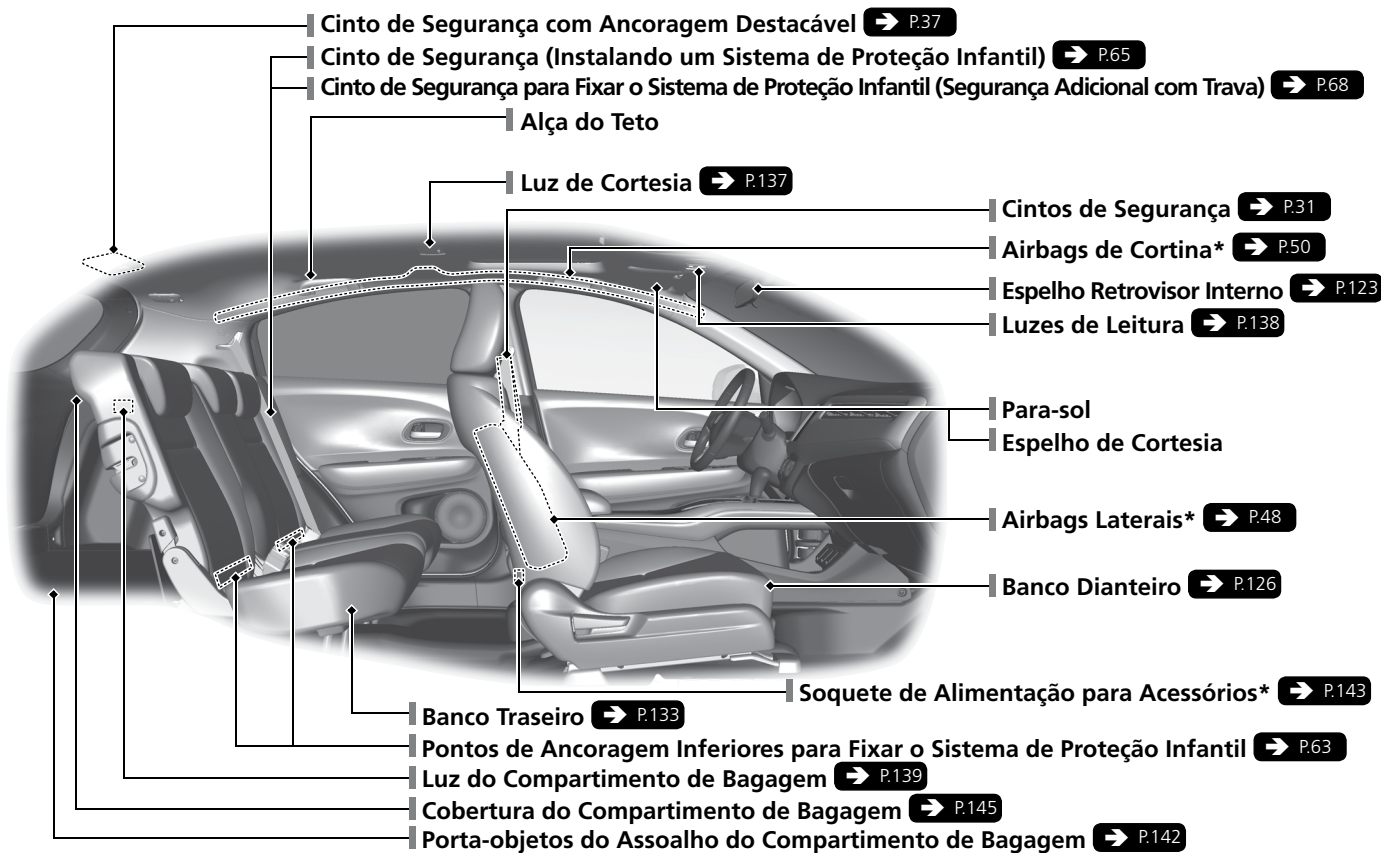 Cinto de Segurança com Ancoragem Destacável ➔ P.37
Cinto de Segurança (Instalando um Sistema de Proteção Infantil) ➔ P.65
Cinto de Segurança para Fixar o Sistema de Proteção Infantil (Segurança Adicional com Trava) ➔ P.68
Alça do Teto
Luz de Cortesia ➔ P.137
Cintos de Segurança ➔ P.31
Airbags de Cortina* ➔ P.50
Espelho Retrovisor Interno ➔ P.123
Luzes de Leitura ➔ P.138
Para-sol
Espelho de Cortesia
Airbags Laterais* ➔ P.48
Banco Dianteiro ➔ P.126
Soquete de Alimentação para Acessórios* ➔ P.143
Banco Traseiro ➔ P.133
Pontos de Ancoragem Inferiores para Fixar o Sistema de Proteção Infantil ➔ P.63
Luz do Compartimento de Bagagem ➔ P.139
Cobertura do Compartimento de Bagagem ➔ P.145
Porta-objetos do Assoalho do Compartimento de Bagagem ➔ P.142